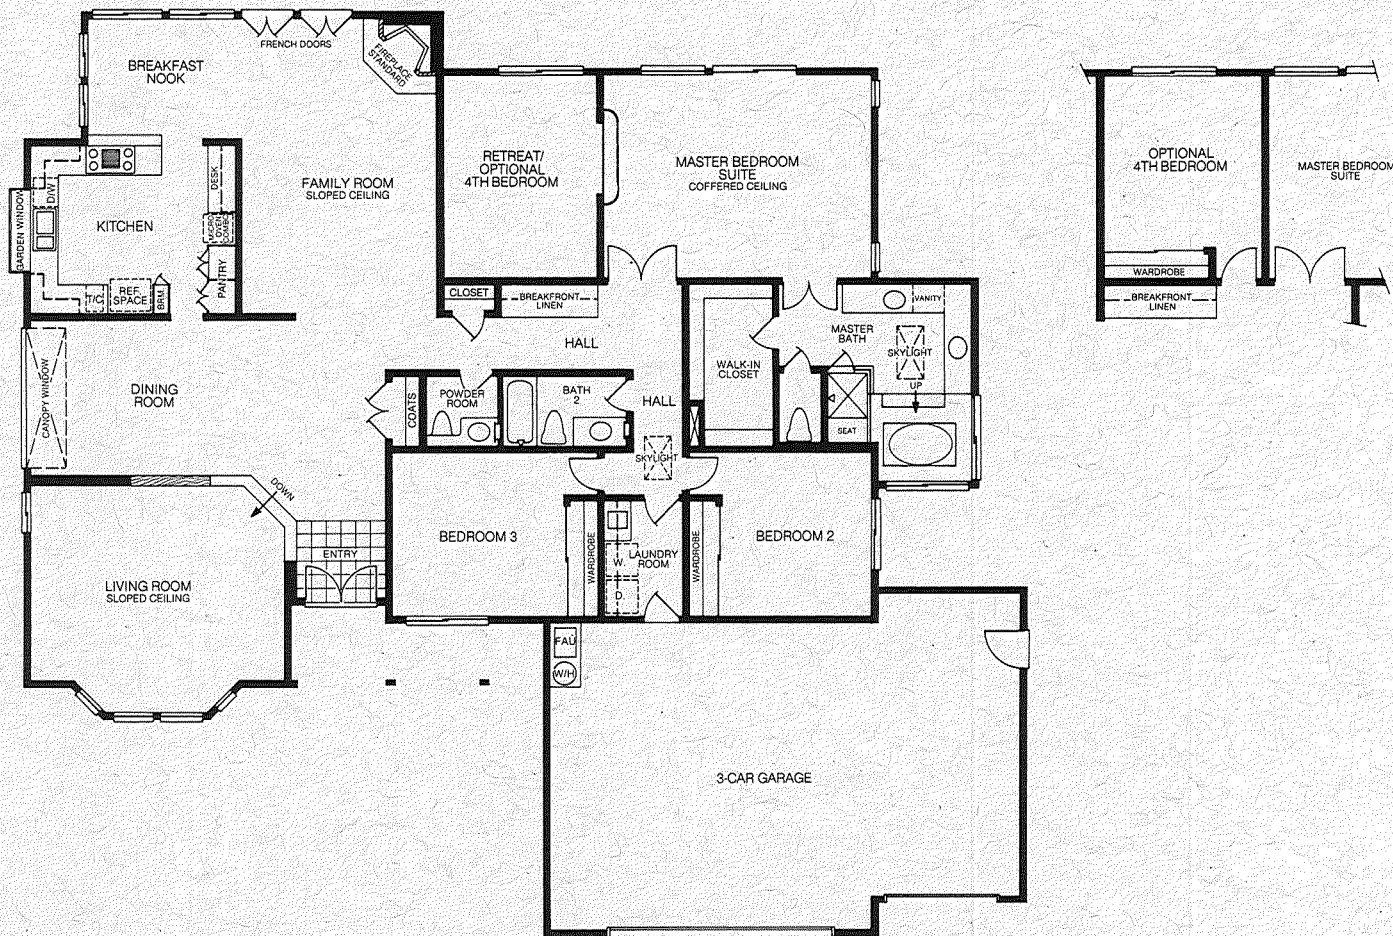 FRENCH DOORS
FIREPLACE
STANDARD
BREAKFAST
NOOK
RETREAT/
OPTIONAL
4TH BEDROOM
MASTER BEDROOM
SUITE
COFFERED CEILING
OPTIONAL
4TH BEDROOM
MASTER BEDROOM
SUITE
FAMILY ROOM
SLOPED CEILING
DESK
D/W
GARDEN WINDOW
KITCHEN
MICRO
OVEN
COMBO
PANTRY
T/C
REF.
SPACE
BRM
CLOSET
BREAKFRONT
LINEN
WARDROBE
BREAKFRONT
LINEN
VANITY
MASTER
BATH
SKYLIGHT
UP
HALL
WALK-IN
CLOSET
CANOPY WINDOW
DINING
ROOM
COATS
POWDER
ROOM
BATH
2
HALL
SEAT
SKYLIGHT
DOWN
BEDROOM 3
WARDROBE
W.
D.
LAUNDRY
ROOM
WARDROBE
BEDROOM 2
ENTRY
LIVING ROOM
SLOPED CEILING
FAU
W/H
3-CAR GARAGE